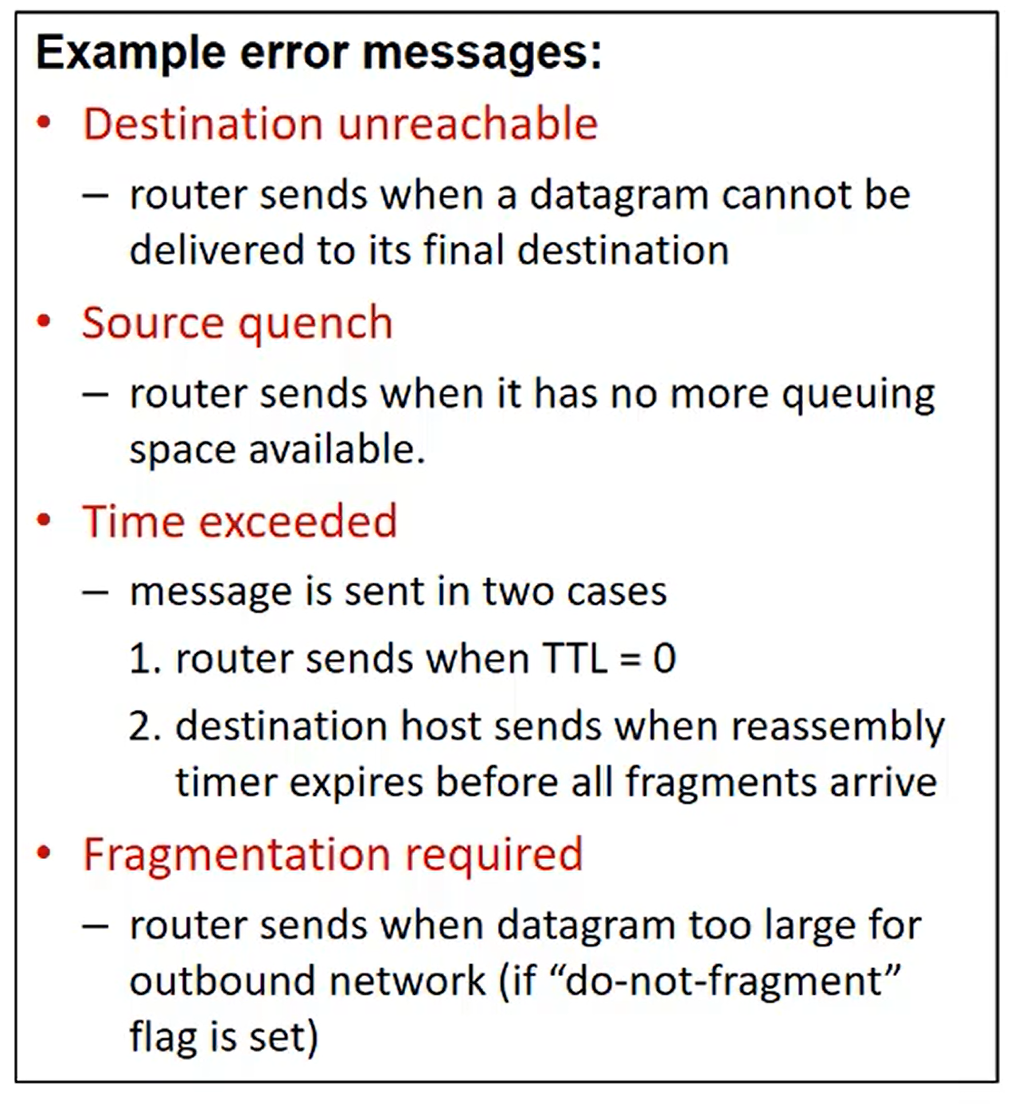 Example error messages:
• Destination unreachable
– router sends when a datagram cannot be
delivered to its final destination
• Source quench
– router sends when it has no more queuing
space available.
• Time exceeded
– message is sent in two cases
1. router sends when TTL = 0
2. destination host sends when reassembly
timer expires before all fragments arrive
• Fragmentation required
– router sends when datagram too large for
outbound network (if “do-not-fragment”
flag is set)